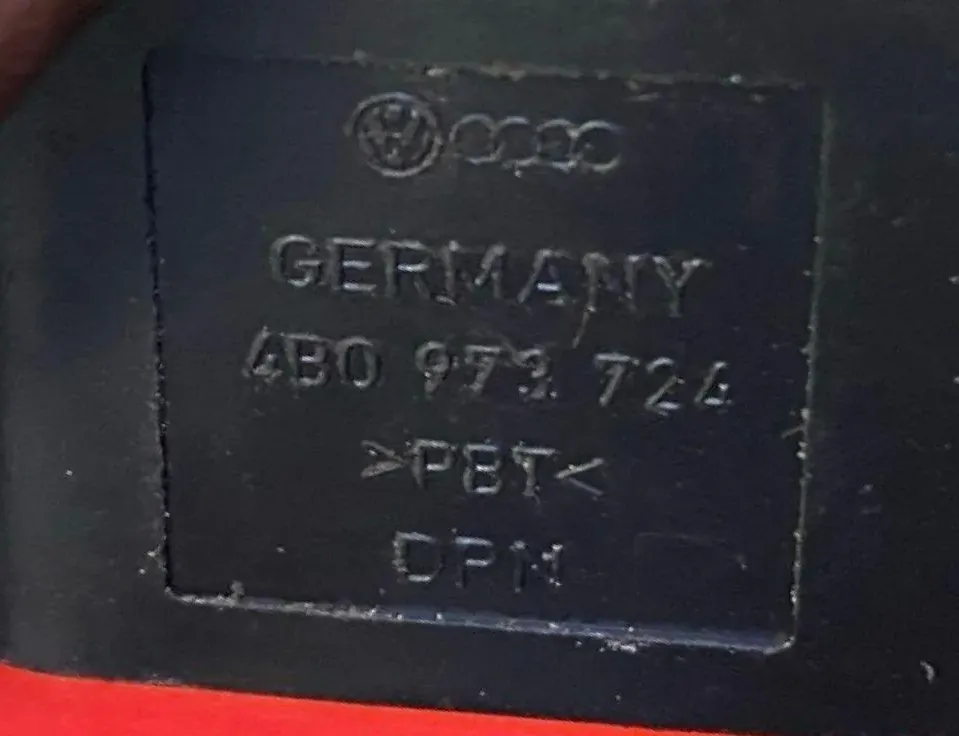 GERMANY
4B0 973 724
>PBT<
DPM